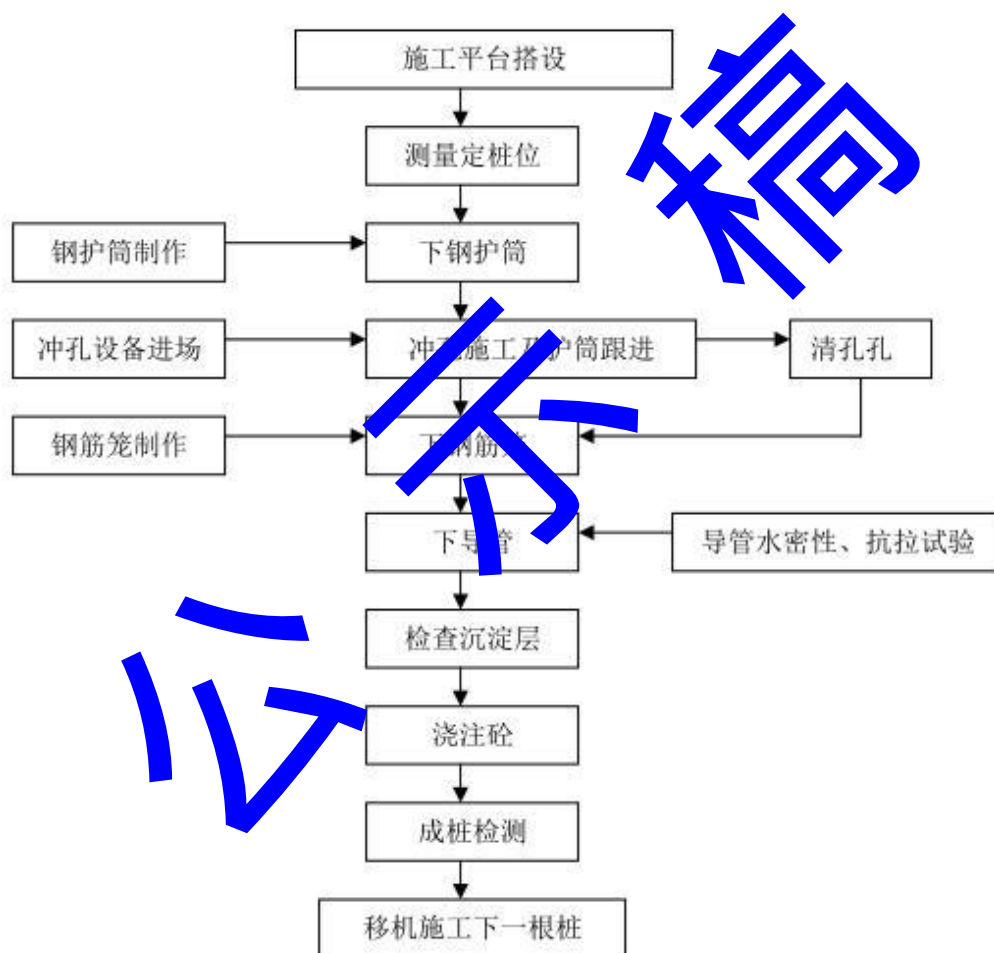 施工平台搭设
测量定桩位
钢护筒制作
下钢护筒
冲孔设备进场
冲孔施工及护筒跟进
清孔孔
钢筋笼制作
下钢筋笼
下导管
导管水密性、抗拉试验
检查沉淀层
浇注砼
成桩检测
移机施工下一根桩
公示稿